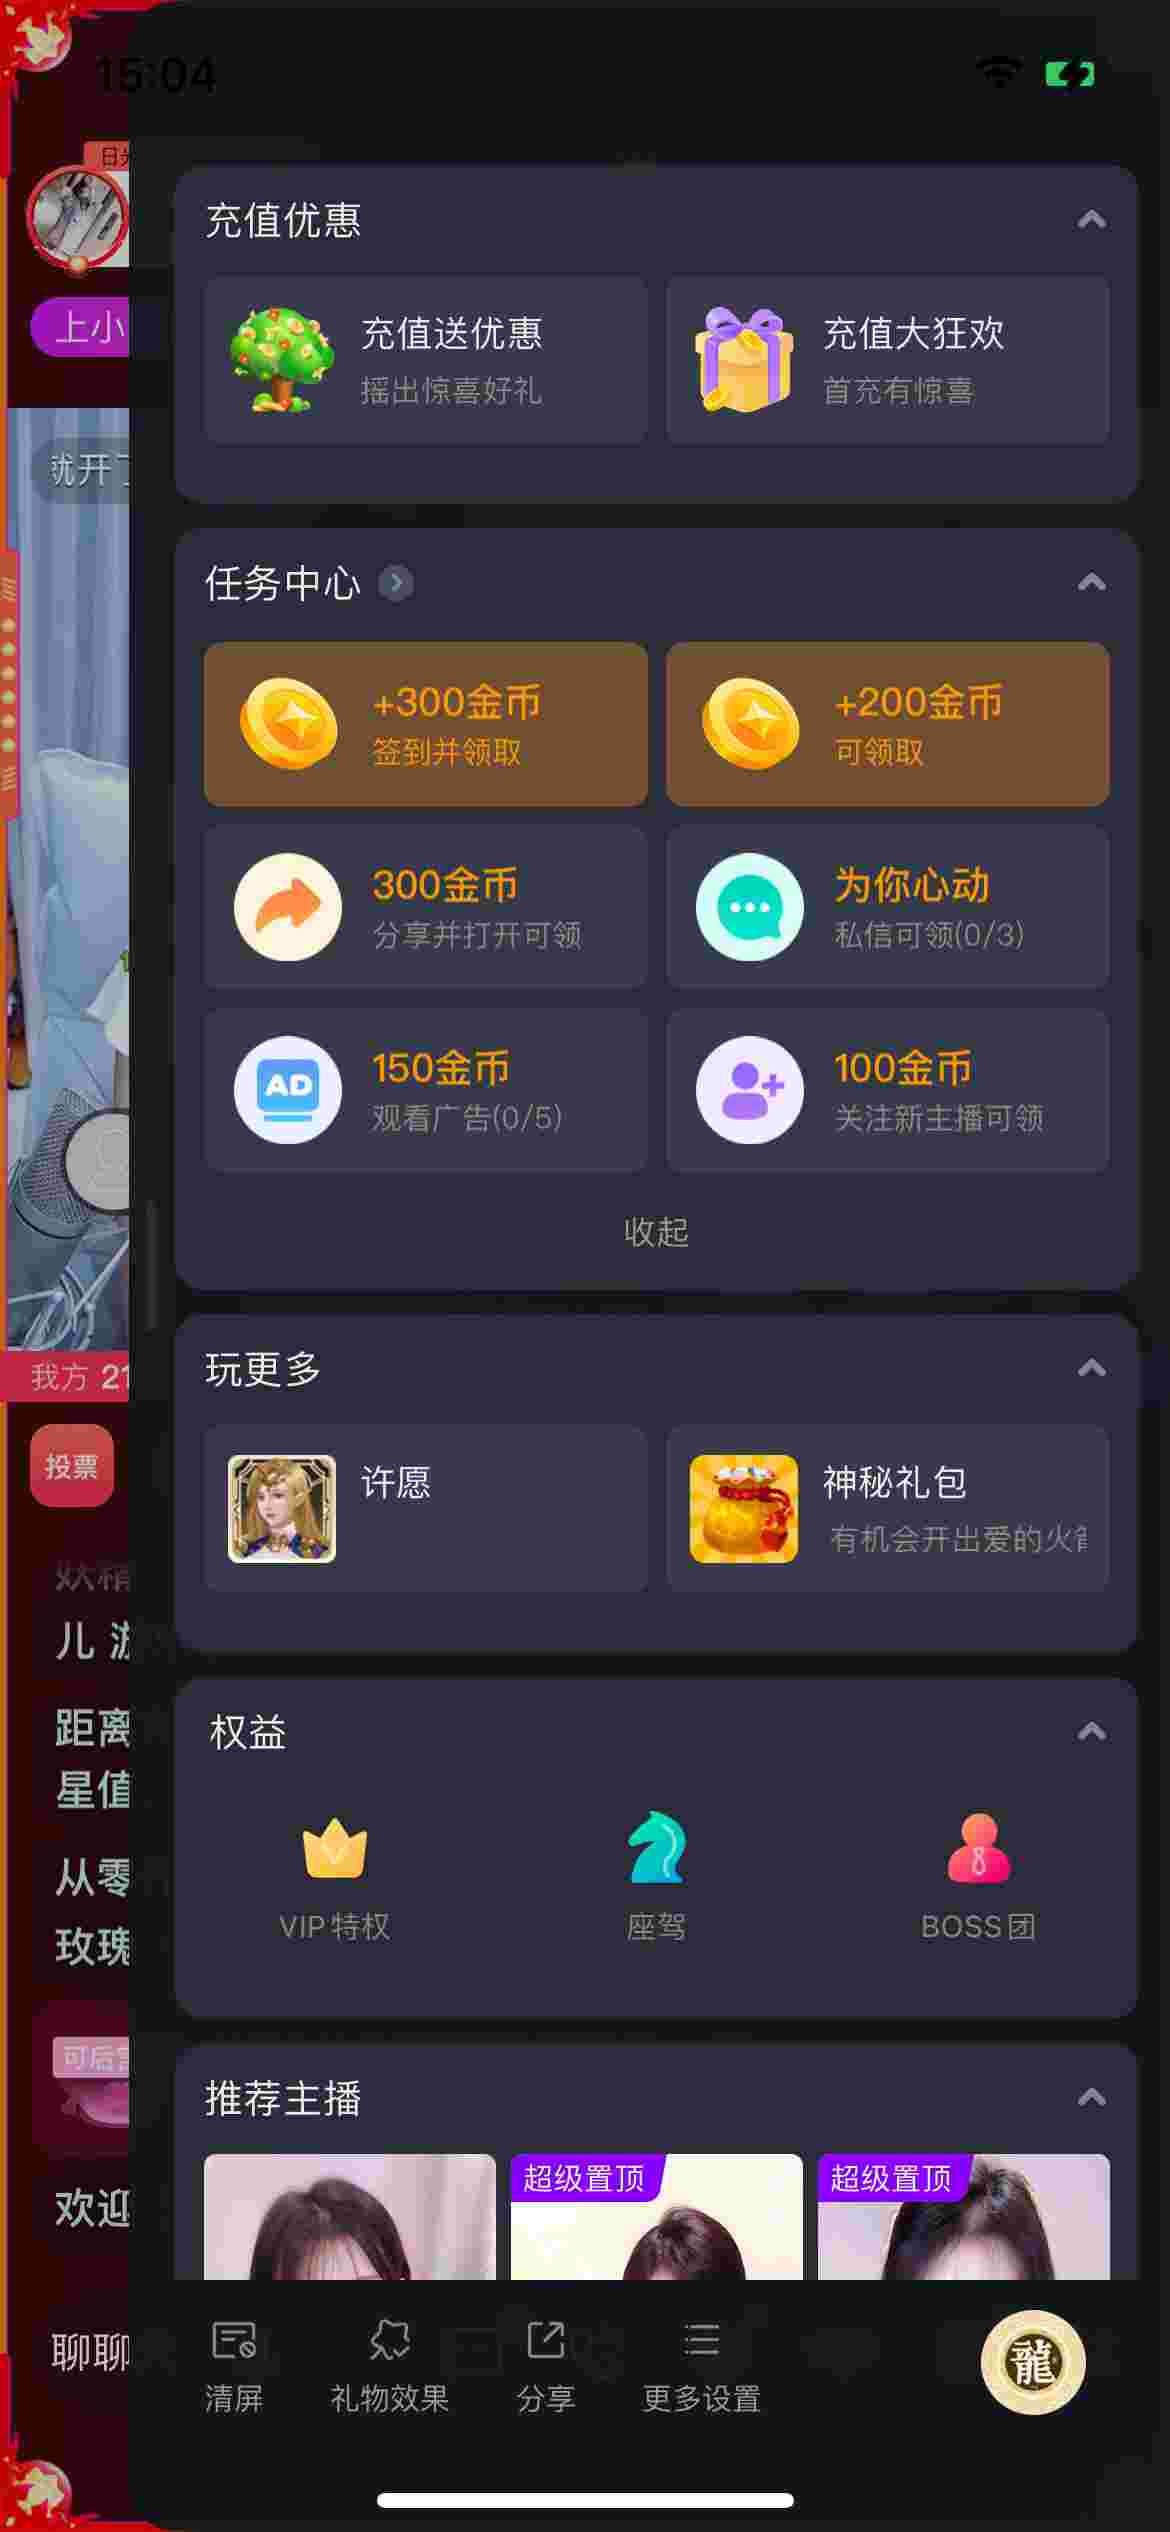 15:04
充值优惠
充值送优惠
摇出惊喜好礼
充值大狂欢
首充有惊喜
任务中心
+300金币
签到并领取
+200金币
可领取
300金币
分享并打开可领
为你心动
私信可领(0/3)
AD
150金币
观看广告(0/5)
100金币
关注新主播可领
收起
玩更多
许愿
神秘礼包
有机会开出爱的火
权益
VIP特权
座驾
BOSS团
推荐主播
超级置顶
超级置顶
清屏
礼物效果
分享
更多设置
龍
上小
就开
我方 21
投票
妖精
儿
距离
星值
从零
玫瑰
可后
欢迎
聊聊